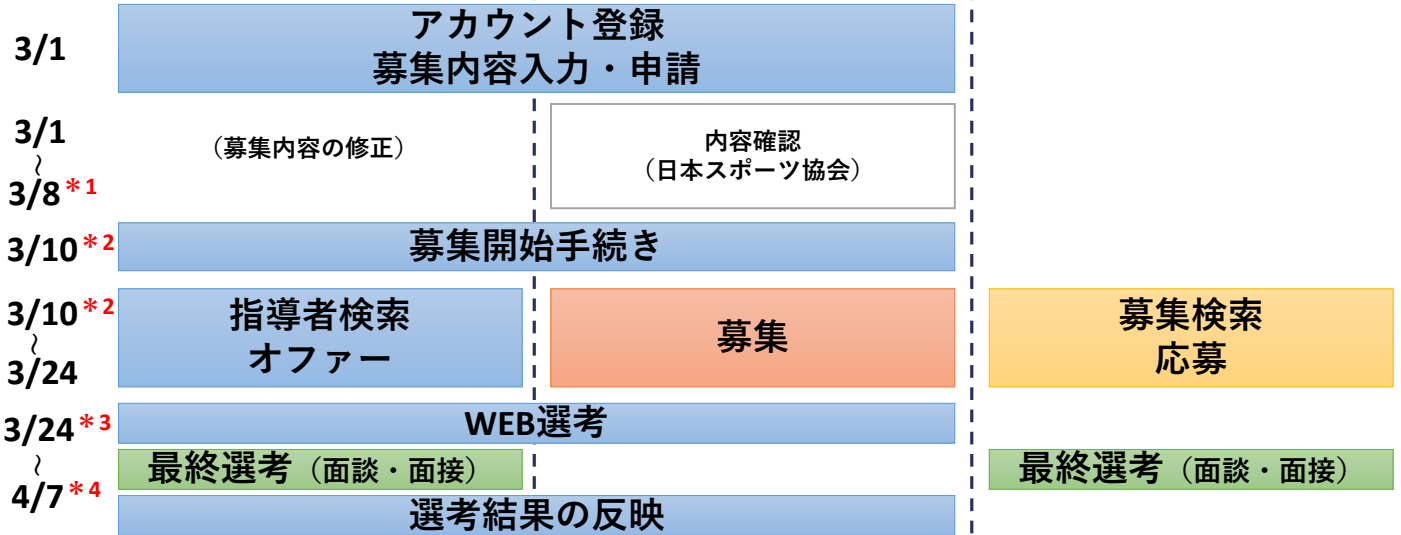 3/1
アカウント登録
募集内容入力・申請
3/1
～
3/8＊1
（募集内容の修正）
内容確認
（日本スポーツ協会）
3/10＊2
募集開始手続き
3/10＊2
～
3/24
指導者検索
オファー
募集
募集検索
応募
3/24＊3
～
4/7＊4
WEB選考
最終選考（面談・面接）
最終選考（面談・面接）
選考結果の反映